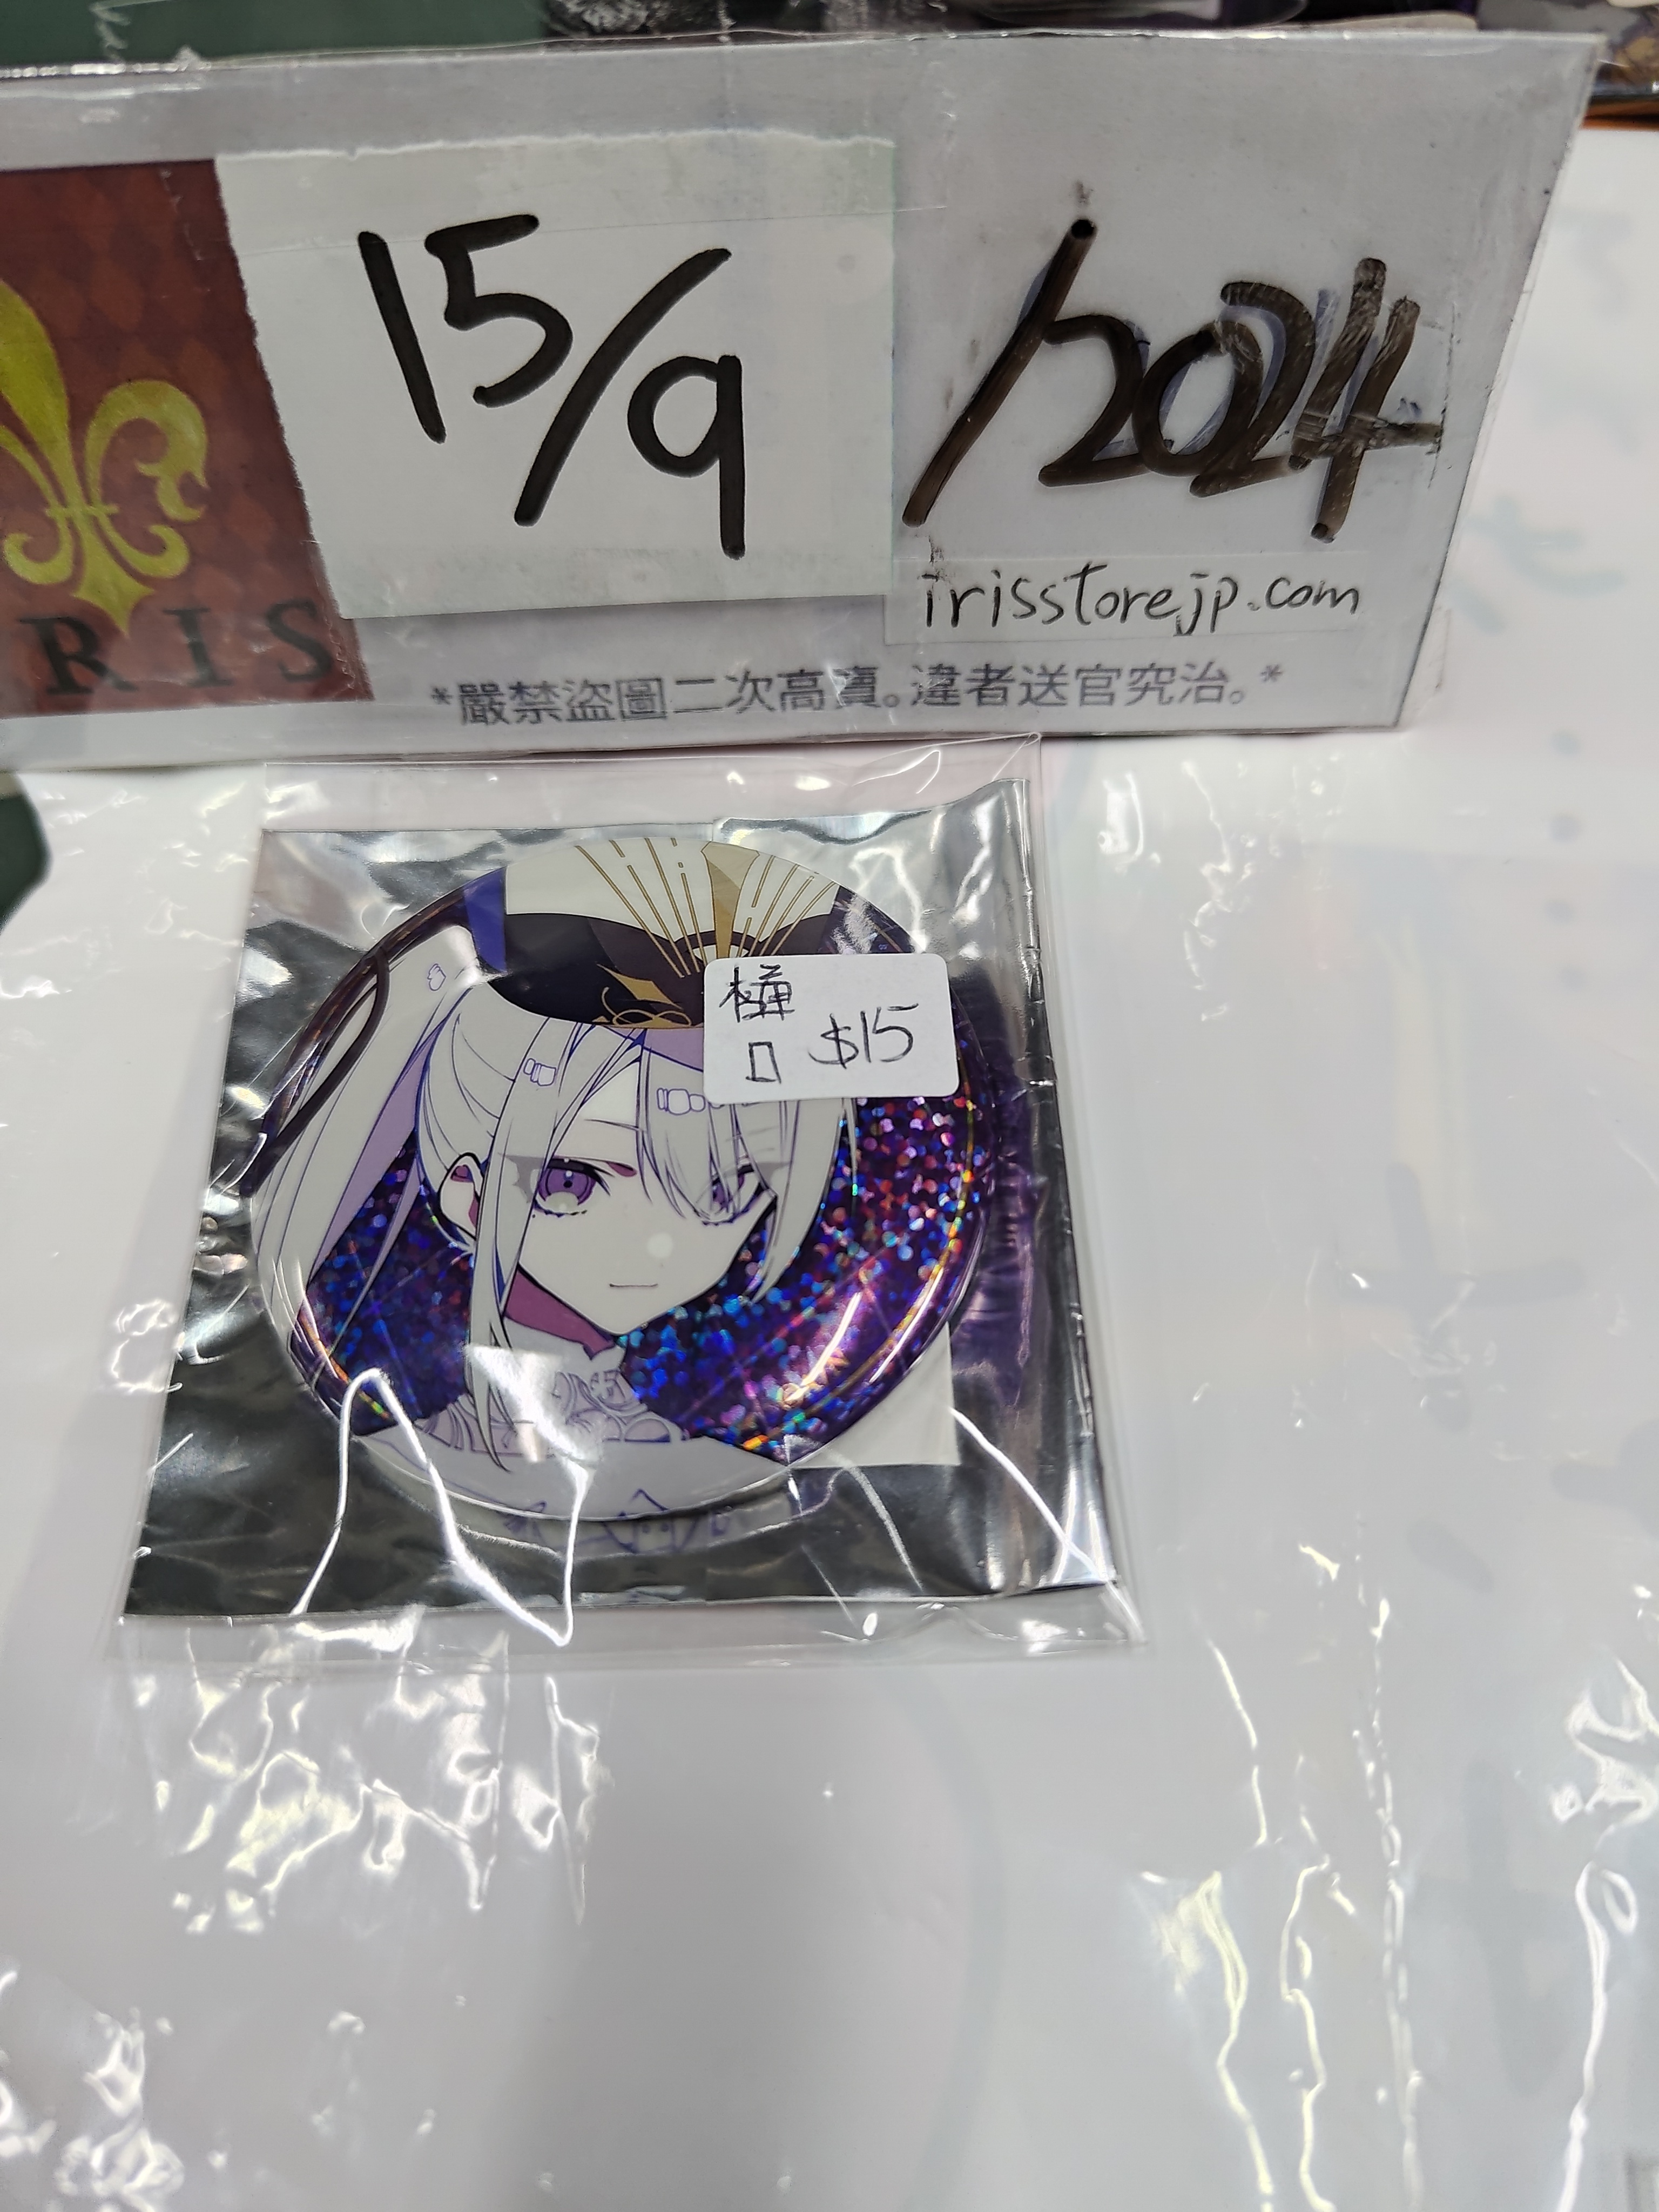 15/9
/2024
irisstorejp.com
RIS
*嚴禁盜圖二次高賣。違者送官究治。*
樺
口 $15